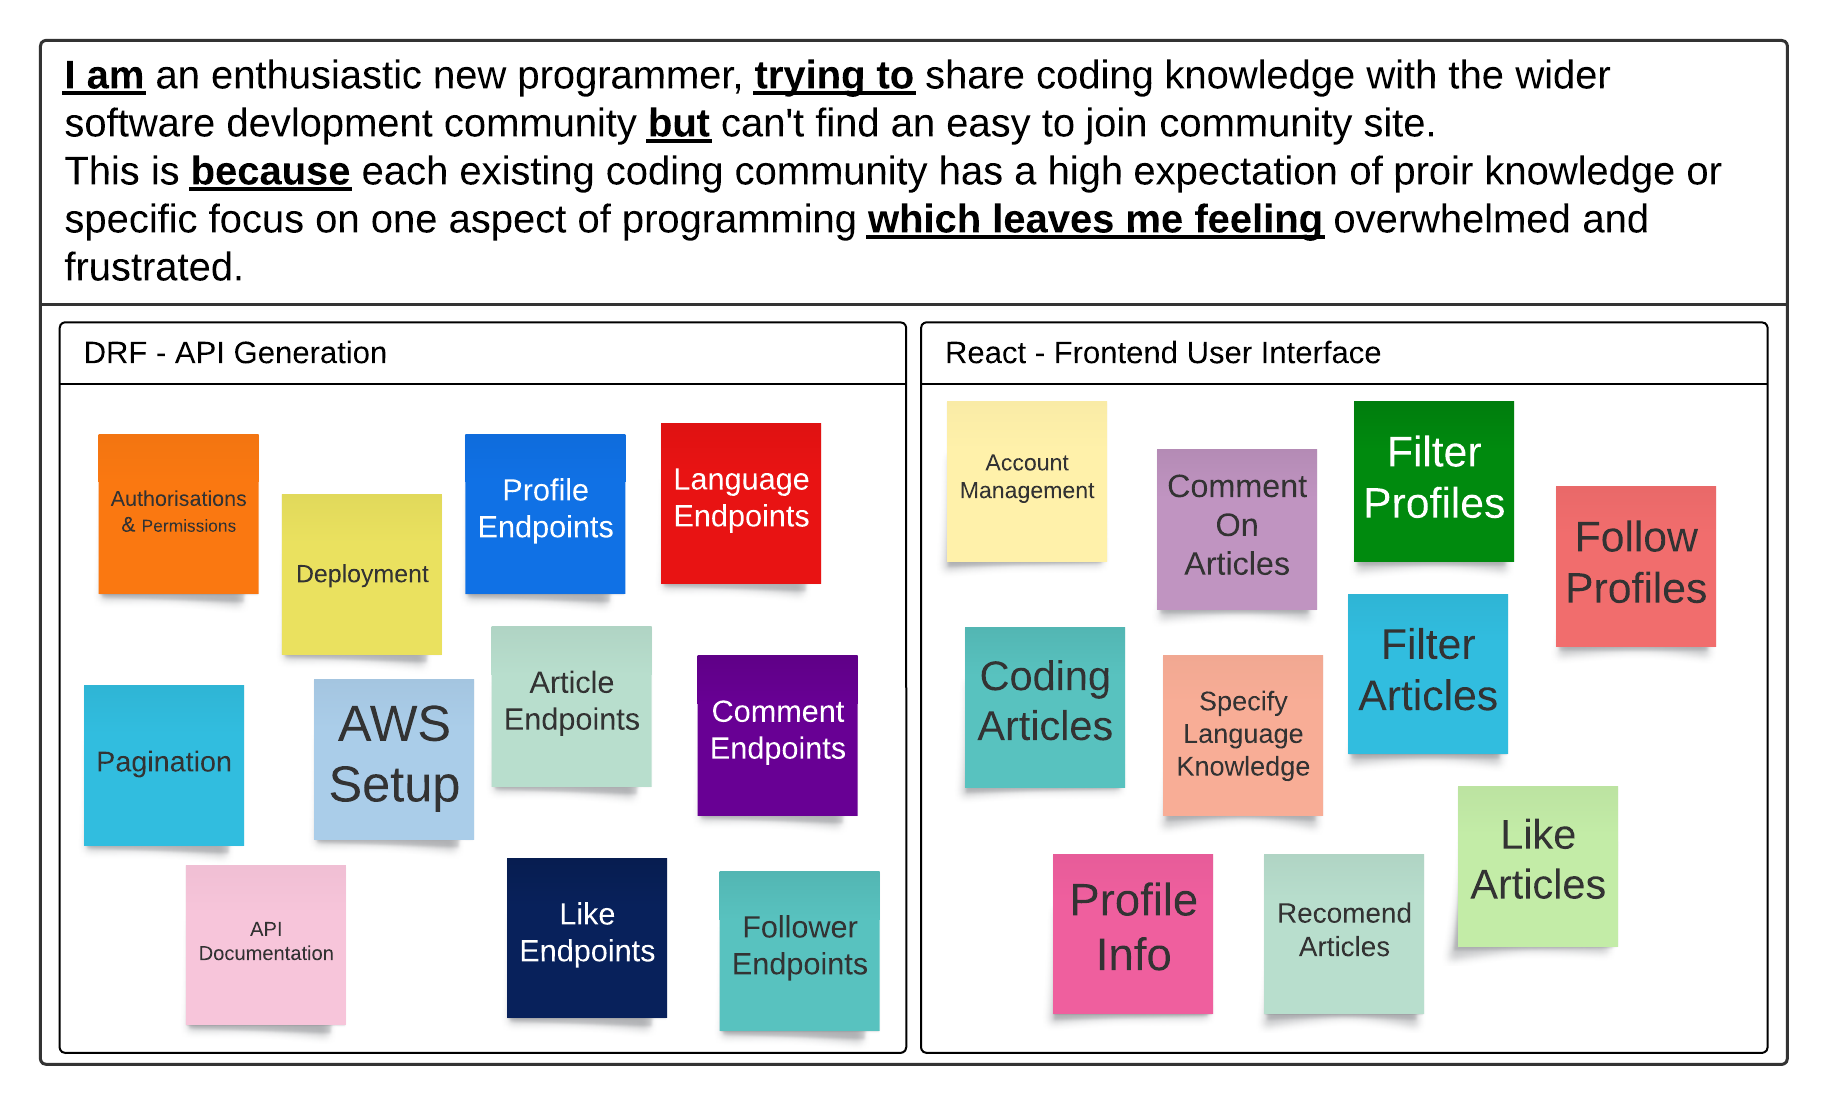 I am an enthusiastic new programmer, trying to share coding knowledge with the wider
software devlopment community but can't find an easy to join community site.
This is because each existing coding community has a high expectation of proir knowledge or
specific focus on one aspect of programming which leaves me feeling overwhelmed and
frustrated.
DRF - API Generation
Authorisations
& Permissions
Deployment
Profile
Endpoints
Language
Endpoints
Pagination
AWS
Setup
Article
Endpoints
Comment
Endpoints
API
Documentation
Like
Endpoints
Follower
Endpoints
React - Frontend User Interface
Account
Management
Comment
On
Articles
Filter
Profiles
Follow
Profiles
Coding
Articles
Specify
Language
Knowledge
Filter
Articles
Profile
Info
Recomend
Articles
Like
Articles